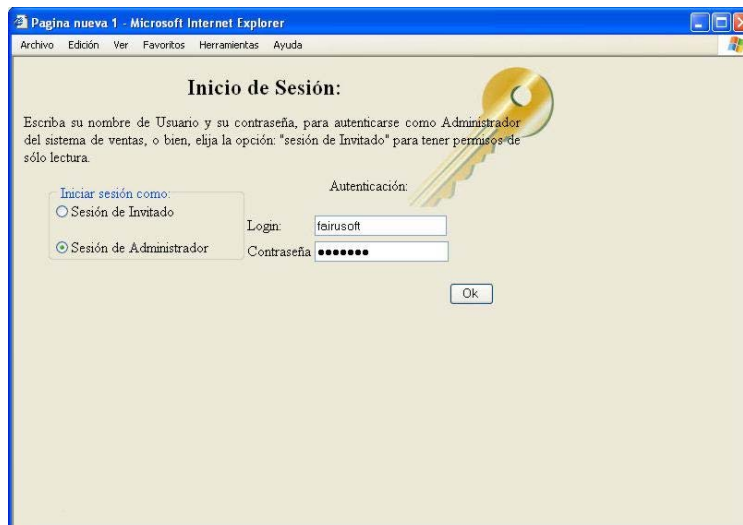 Pagina nueva 1 - Microsoft Internet Explorer
Archivo Edición Ver Favoritos Herramientas Ayuda
Inicio de Sesión:
Escriba su nombre de Usuario y su contraseña, para autenticarse como Administrador
del sistema de ventas, o bien, elija la opción: "sesión de Invitado" para tener permisos de
sólo lectura.
Autenticación:
Iniciar sesión como:
Sesión de Invitado
Login: fairusoft
Sesión de Administrador
Contraseña •••••••
Ok